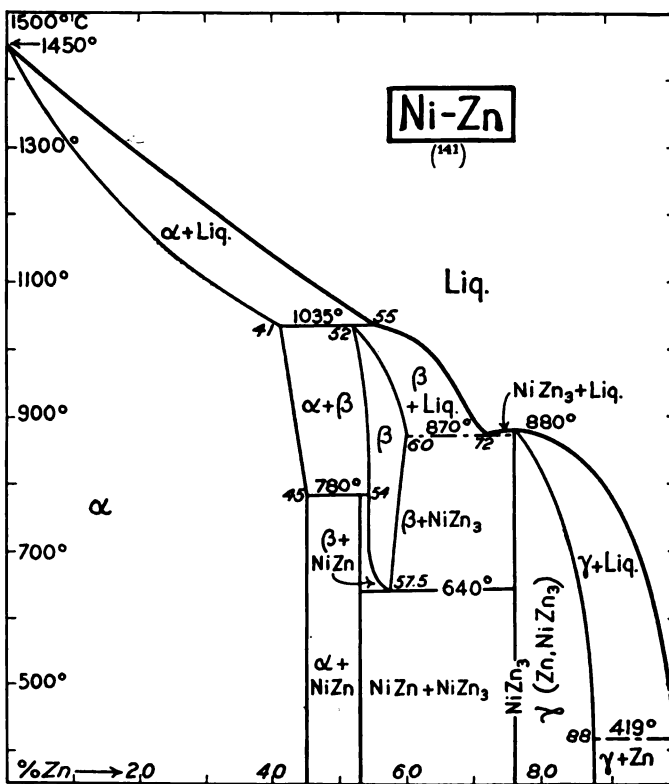 1500°C
←1450°
Ni-Zn
(141)
1300°
α+Liq.
1100°
Liq.
41
1035°
52
55
β
+Liq.
NiZn₃+Liq.
α+β
900°
870°
880°
β
60
72
780°
45
54
α
β+NiZn₃
β+
NiZn
γ+Liq.
700°
57.5
640°
γ (Zn, NiZn₃)
NiZn₃
α+
NiZn
NiZn+NiZn₃
500°
88
419°
γ+Zn
%Zn→20
40
60
80